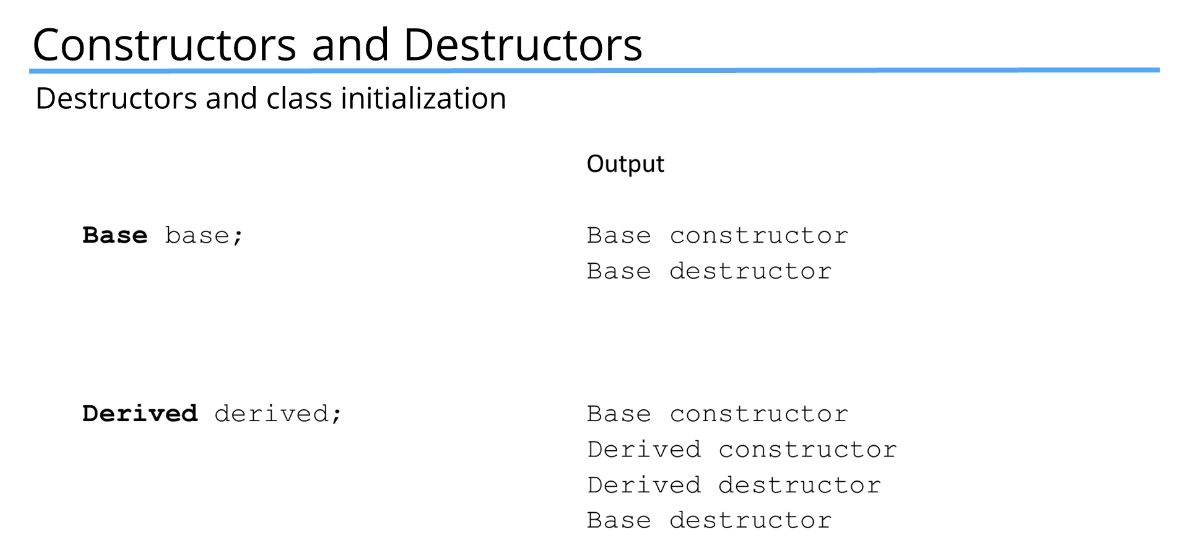 Constructors and Destructors
Destructors and class initialization
Output
Base base;
Base constructor
Base destructor
Derived derived;
Base constructor
Derived constructor
Derived destructor
Base destructor